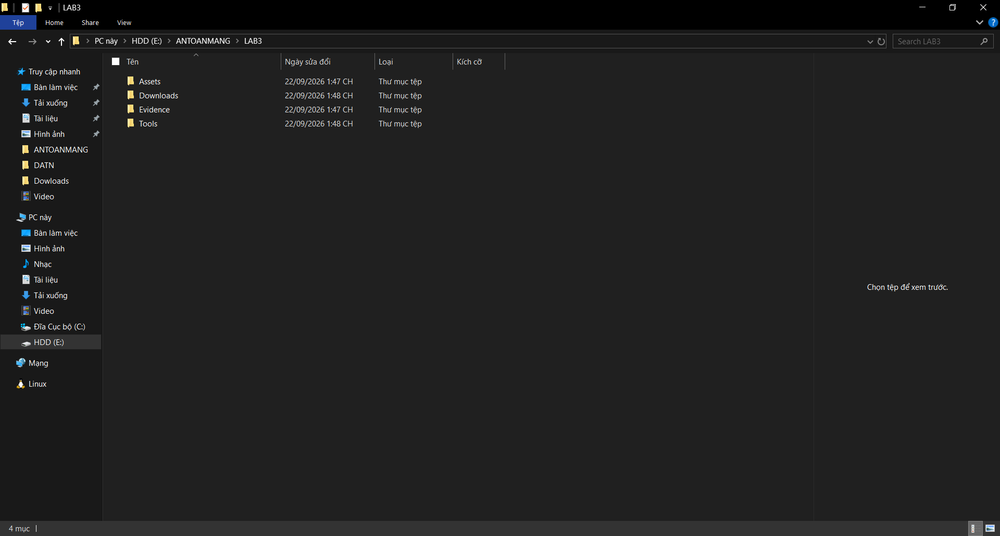 LAB3
Tệp Home Share View
PC này HDD (E:) ANTOANMANG LAB3
Search LAB3
Tên Ngày sửa đổi Loại Kích cỡ
Assets 22/09/2026 1:47 CH Thư mục tệp
Downloads 22/09/2026 1:48 CH Thư mục tệp
Evidence 22/09/2026 1:47 CH Thư mục tệp
Tools 22/09/2026 1:48 CH Thư mục tệp
Truy cập nhanh
Bàn làm việc
Tải xuống
Tài liệu
Hình ảnh
ANTOANMANG
DATN
Dowloads
Video
PC này
Bàn làm việc
Hình ảnh
Nhạc
Tài liệu
Tải xuống
Video
Đĩa Cục bộ (C:)
HDD (E:)
Mạng
Linux
Chọn tệp để xem trước.
4 mục